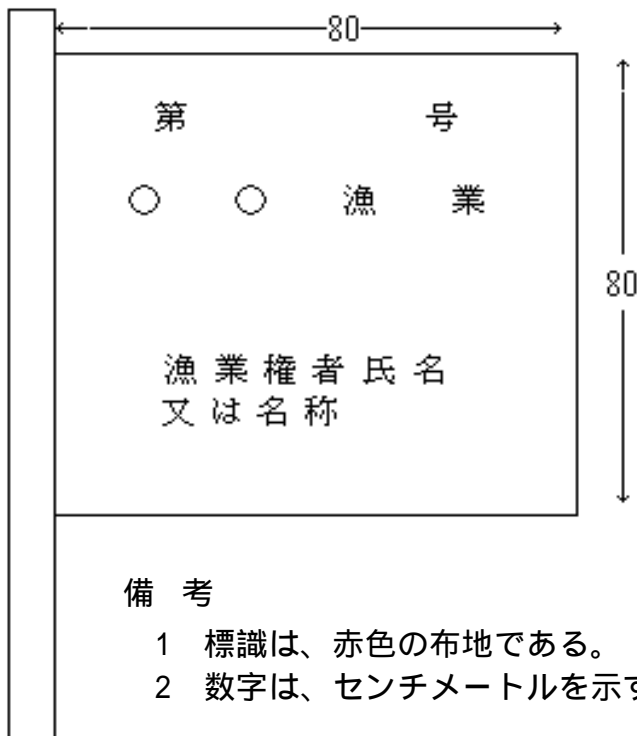 80
第 号
○ ○ 漁 業
80
漁業権者氏名
又は名称
備 考
1 標識は、赤色の布地である。
2 数字は、センチメートルを示す